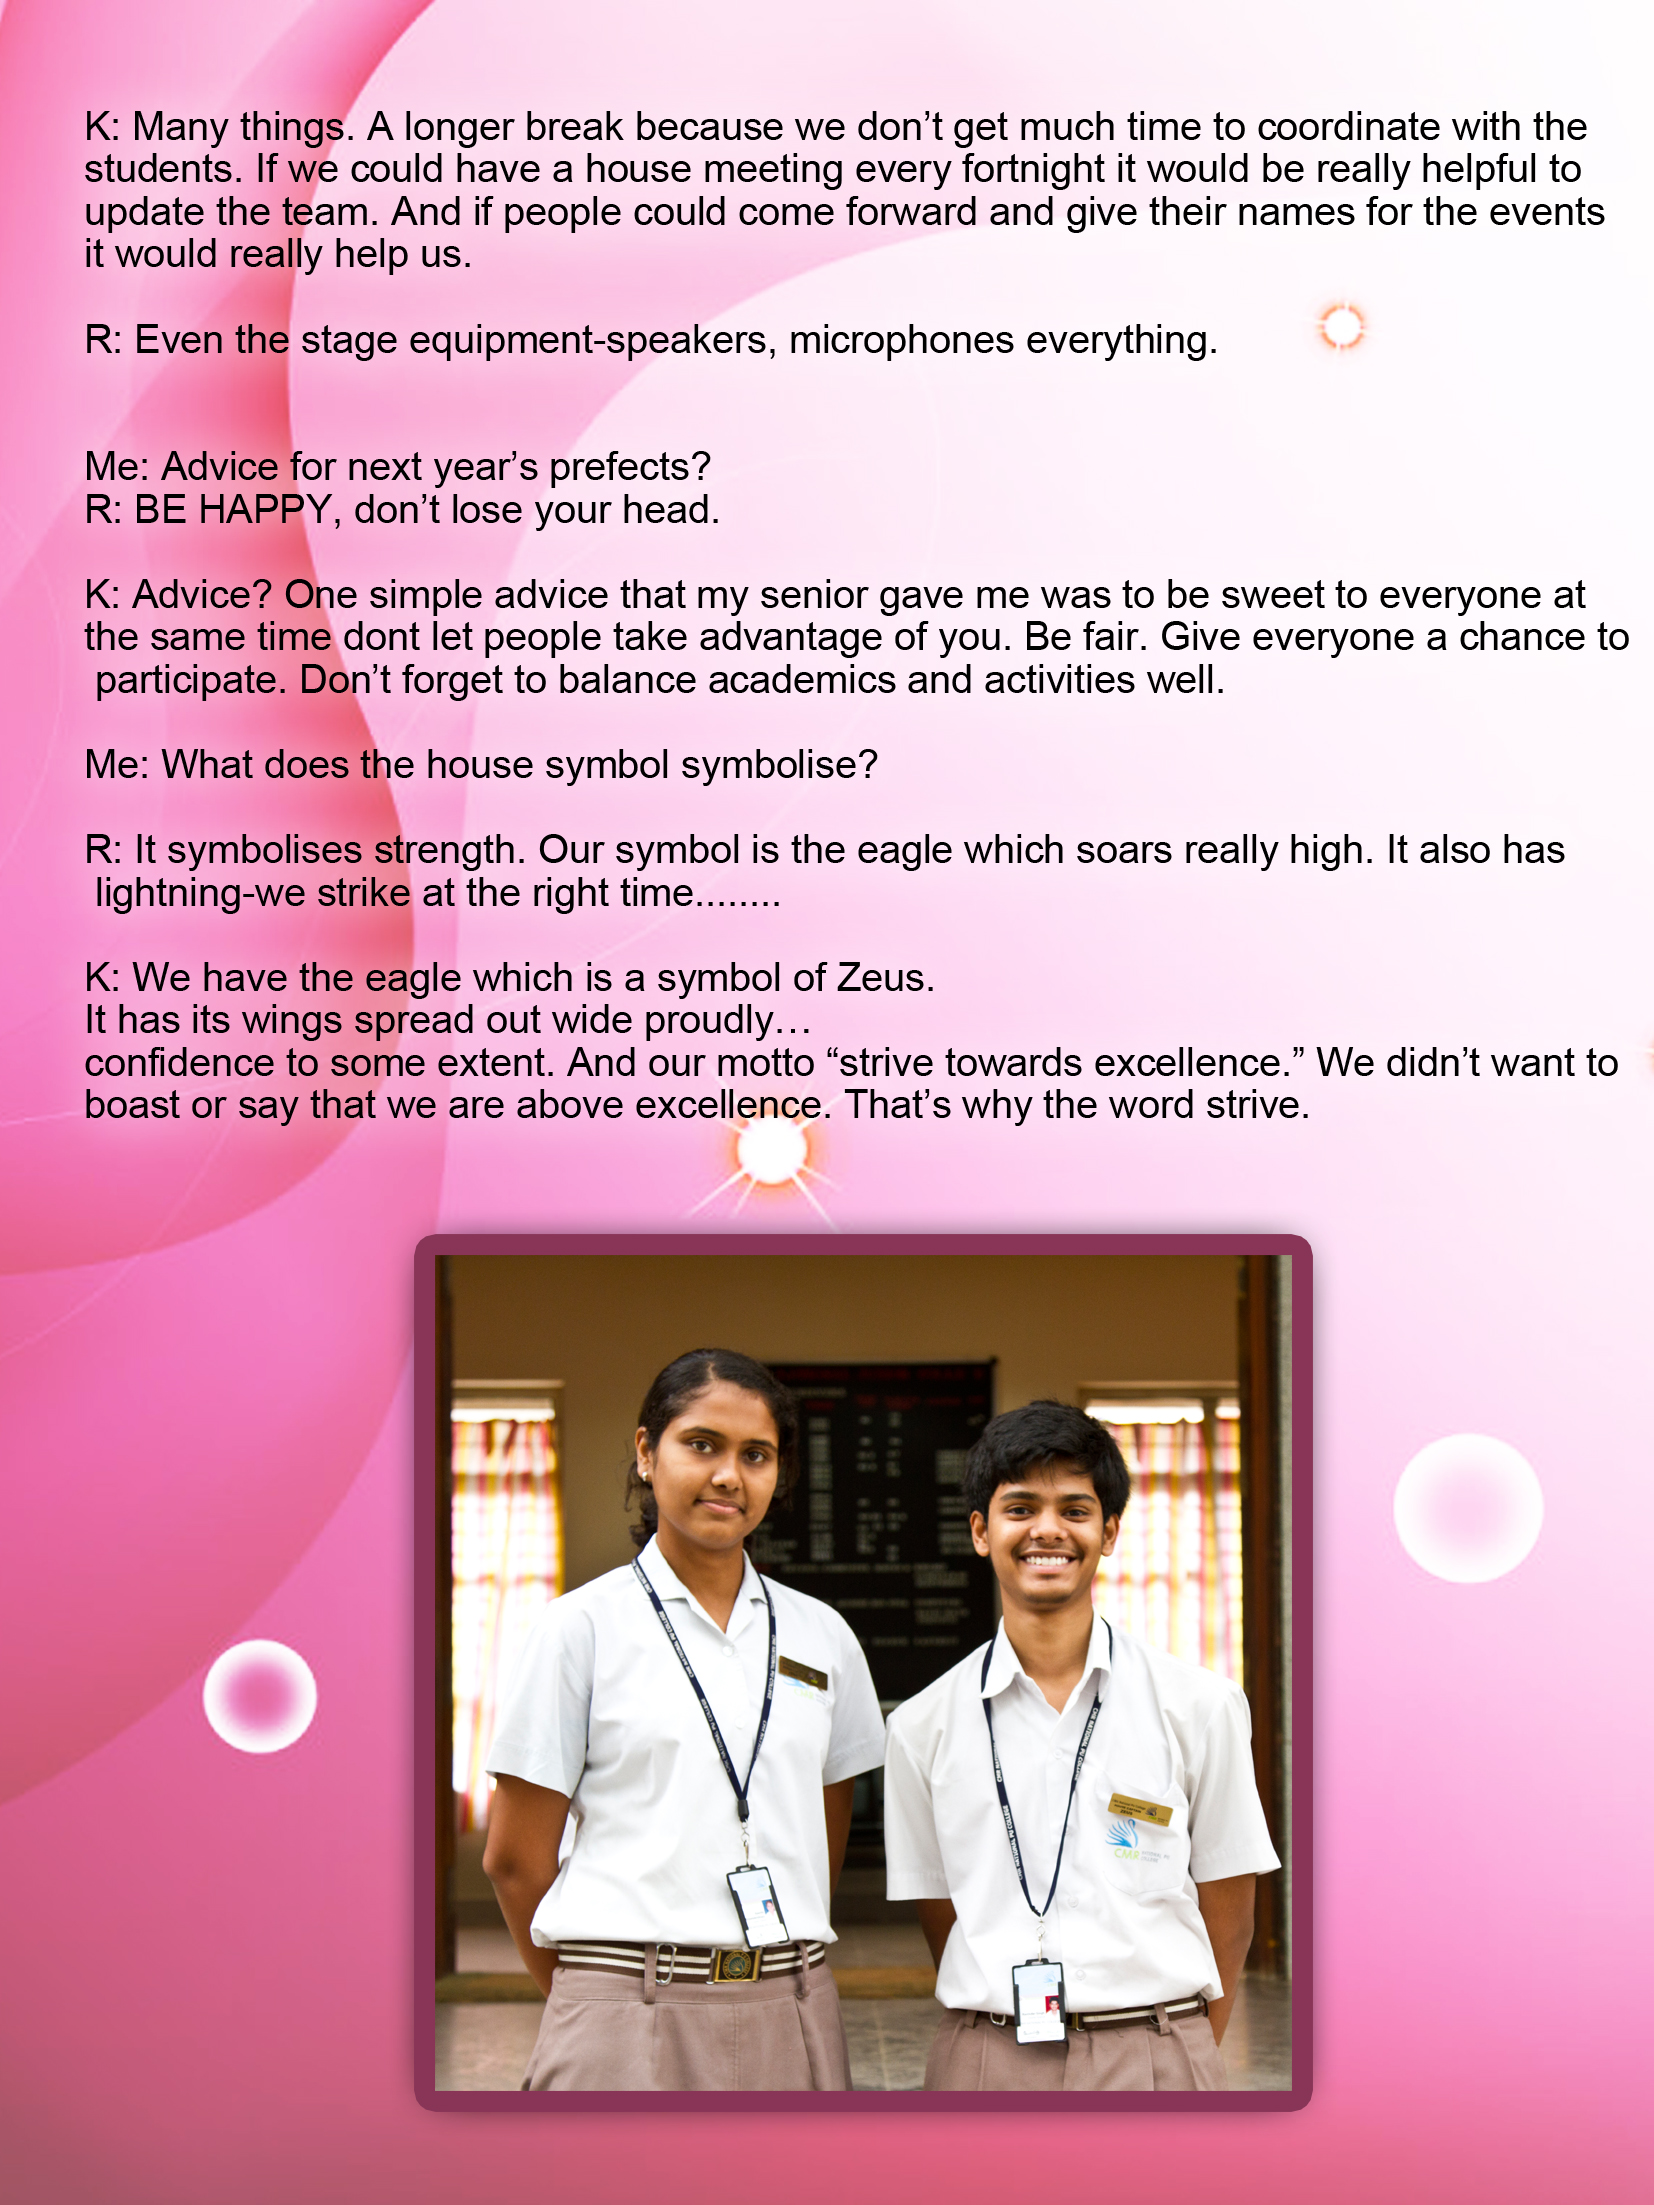 K: Many things. A longer break because we don’t get much time to coordinate with the
students. If we could have a house meeting every fortnight it would be really helpful to
update the team. And if people could come forward and give their names for the events
it would really help us.
R: Even the stage equipment-speakers, microphones everything.
Me: Advice for next year’s prefects?
R: BE HAPPY, don’t lose your head.
K: Advice? One simple advice that my senior gave me was to be sweet to everyone at
the same time dont let people take advantage of you. Be fair. Give everyone a chance to
participate. Don’t forget to balance academics and activities well.
Me: What does the house symbol symbolise?
R: It symbolises strength. Our symbol is the eagle which soars really high. It also has
lightning-we strike at the right time........
K: We have the eagle which is a symbol of Zeus.
It has its wings spread out wide proudly…
confidence to some extent. And our motto “strive towards excellence.” We didn’t want to
boast or say that we are above excellence. That’s why the word strive.
CMR